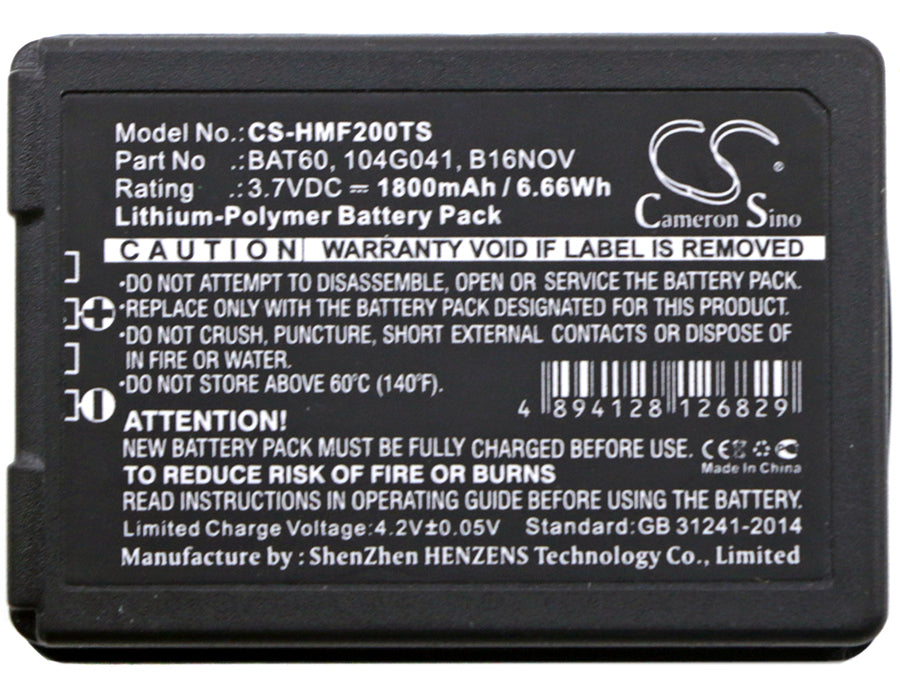 Model No.:CS-HMF200TS
Part No .:BAT60, 104G041, B16NOV
Rating .:3.7VDC ⎓ 1800mAh / 6.66Wh
Lithium-Polymer Battery Pack
CS
Cameron Sino
CAUTION WARRANTY VOID IF LABEL IS REMOVED
•DO NOT ATTEMPT TO DISASSEMBLE, OPEN OR SERVICE THE BATTERY PACK.
•REPLACE ONLY WITH THE BATTERY PACK DESIGNATED FOR THIS PRODUCT.
•DO NOT CRUSH, PUNCTURE, SHORT EXTERNAL CONTACTS OR DISPOSE OF
IN FIRE OR WATER.
•DO NOT STORE ABOVE 60°C (140°F).
4 894128 126829
ATTENTION!
NEW BATTERY PACK MUST BE FULLY CHARGED BEFORE USE.
CE
Made In China
TO REDUCE RISK OF FIRE OR BURNS
READ INSTRUCTIONS IN OPERATING GUIDE BEFORE USING THE BATTERY.
Limited Charge Voltage:4.2V±0.05V Standard:GB 31241-2014
Manufacture by : ShenZhen HENZENS Technology Co., Limited